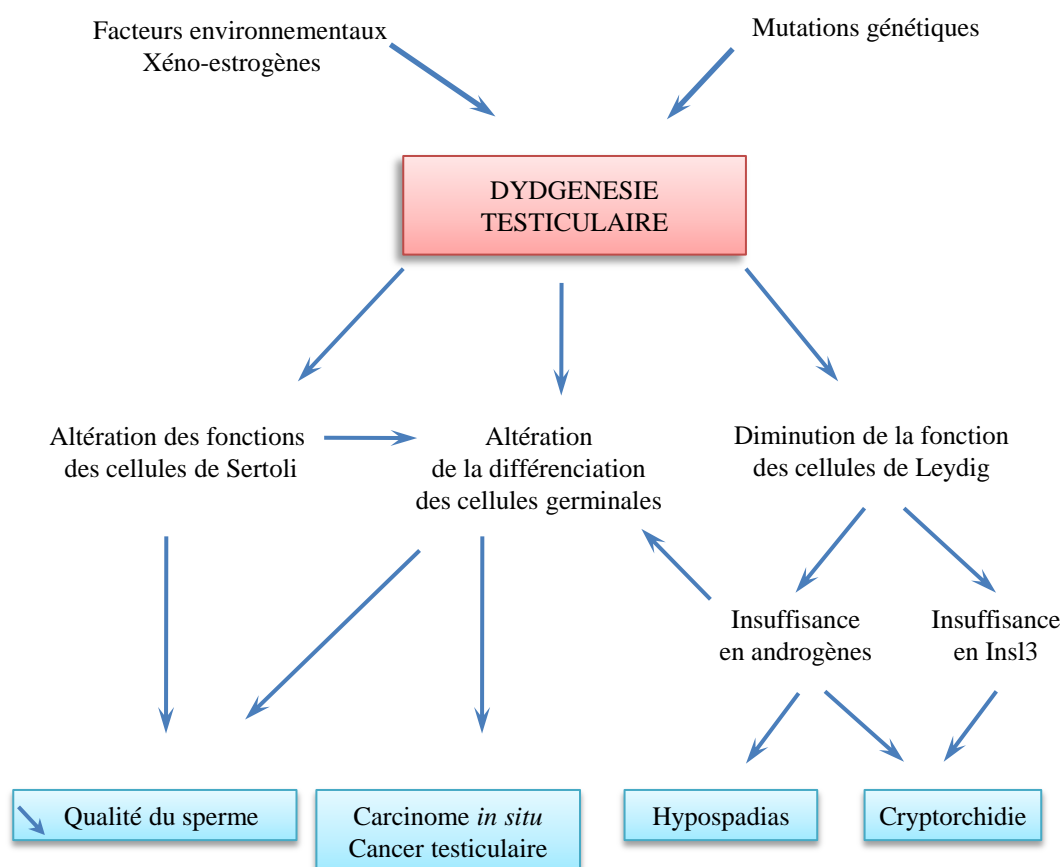 Facteurs environnementaux
Xéno-estrogènes
Mutations génétiques
DYDGENESIE
TESTICULAIRE
Altération des fonctions
des cellules de Sertoli
Altération
de la différenciation
des cellules germinales
Diminution de la fonction
des cellules de Leydig
Insuffisance
en androgènes
Insuffisance
en Insl3
Qualité du sperme
Carcinome in situ
Cancer testiculaire
Hypospadias
Cryptorchidie